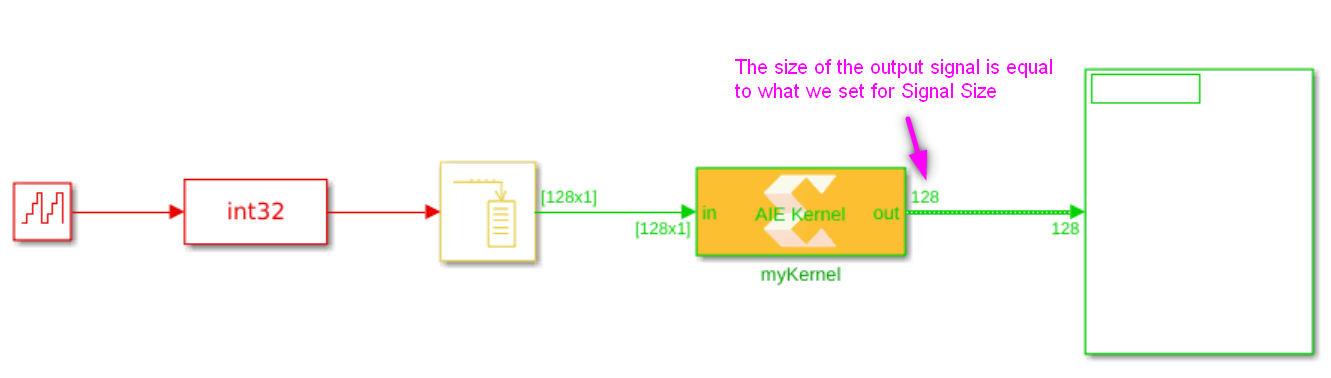 The size of the output signal is equal
to what we set for Signal Size
int32
[128x1]
[128x1]
in
AIE Kernel
out
128
128
myKernel